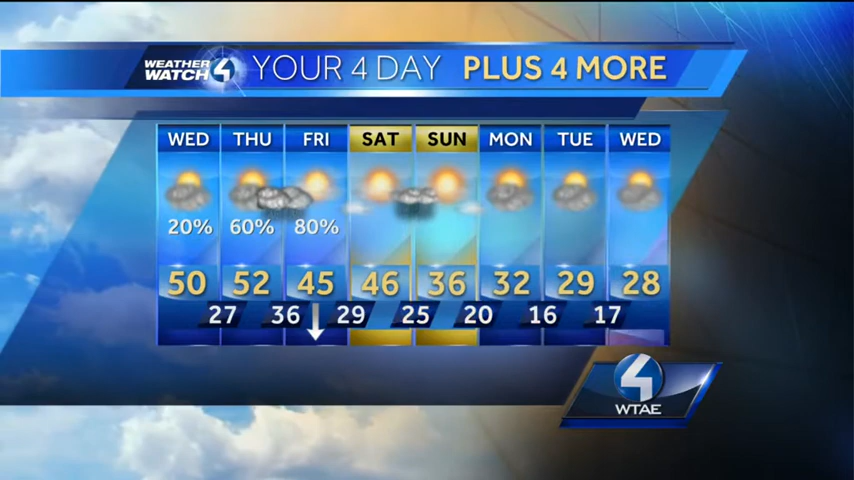 WEATHER
WATCH 4
YOUR 4 DAY PLUS 4 MORE
WED THU FRI SAT SUN MON TUE WED
20% 60% 80%
50 52 45 46 36 32 29 28
27 36 29 25 20 16 17
4
WTAE